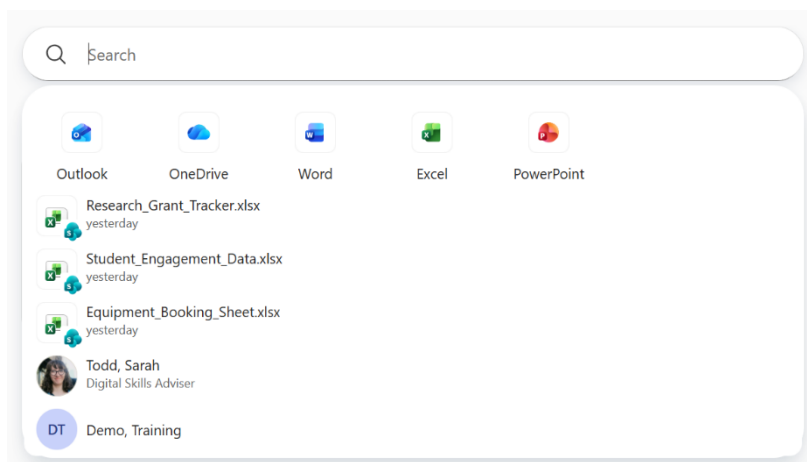 Search
Outlook OneDrive Word Excel PowerPoint
Research_Grant_Tracker.xlsx
yesterday
Student_Engagement_Data.xlsx
yesterday
Equipment_Booking_Sheet.xlsx
yesterday
Todd, Sarah
Digital Skills Adviser
DT Demo, Training